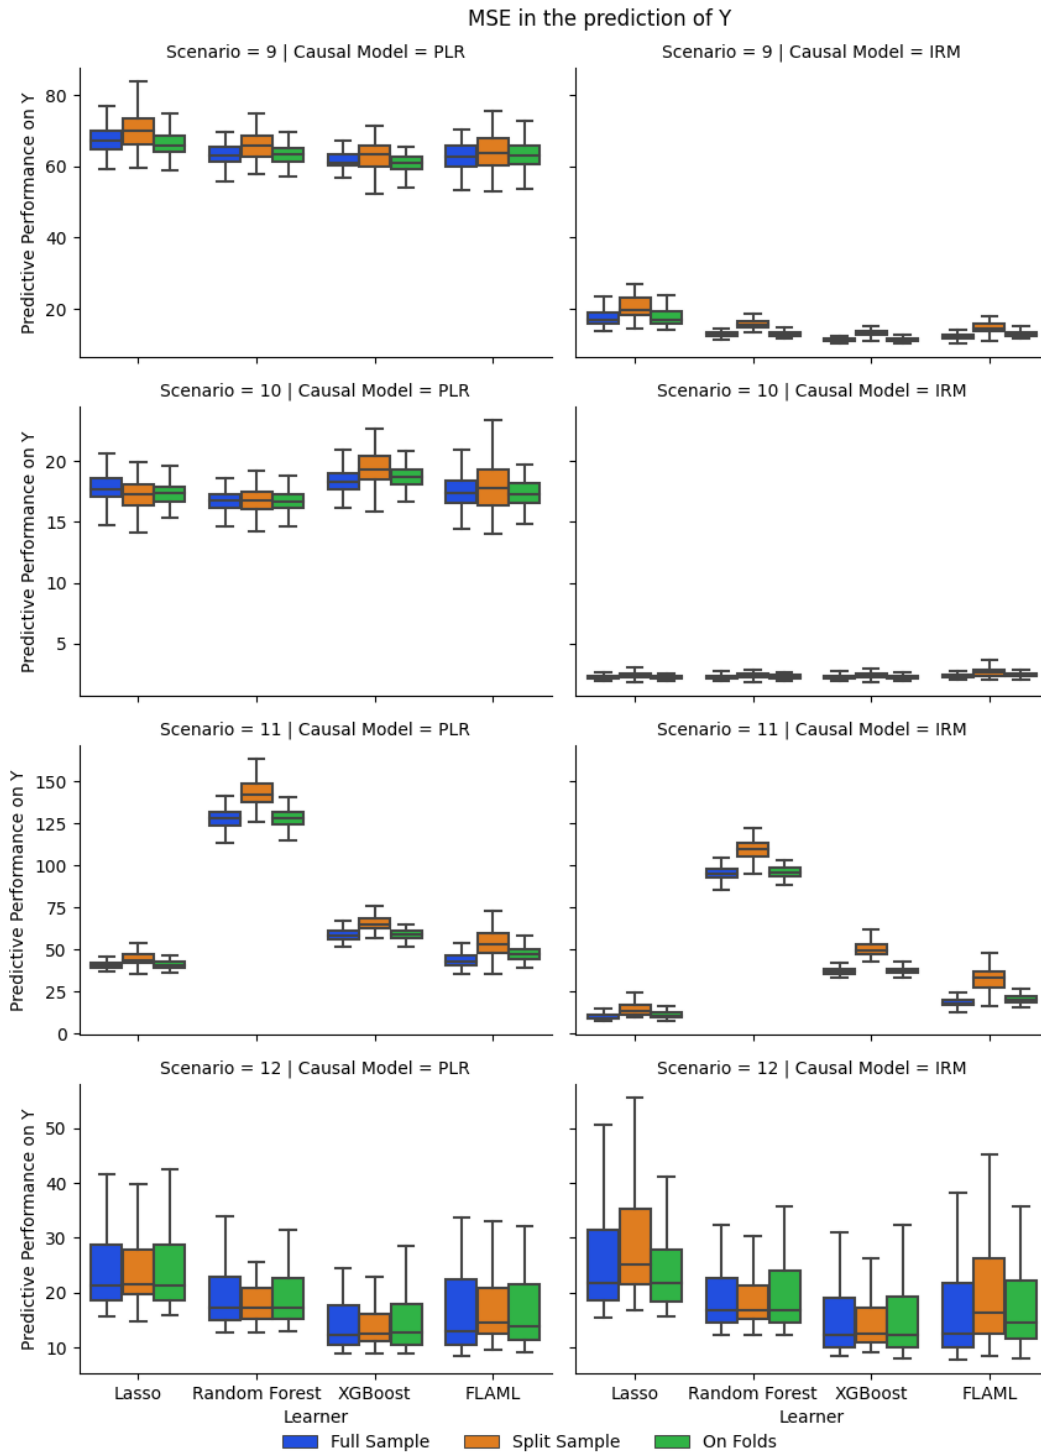 MSE in the prediction of Y
Scenario = 9 | Causal Model = PLR
Scenario = 9 | Causal Model = IRM
Predictive Performance on Y
80
60
40
20
Scenario = 10 | Causal Model = PLR
Scenario = 10 | Causal Model = IRM
Predictive Performance on Y
20
15
10
5
Scenario = 11 | Causal Model = PLR
Scenario = 11 | Causal Model = IRM
Predictive Performance on Y
150
125
100
75
50
25
0
Scenario = 12 | Causal Model = PLR
Scenario = 12 | Causal Model = IRM
Predictive Performance on Y
50
40
30
20
10
Lasso Random Forest XGBoost FLAML
Learner
Lasso Random Forest XGBoost FLAML
Learner
Full Sample Split Sample On Folds